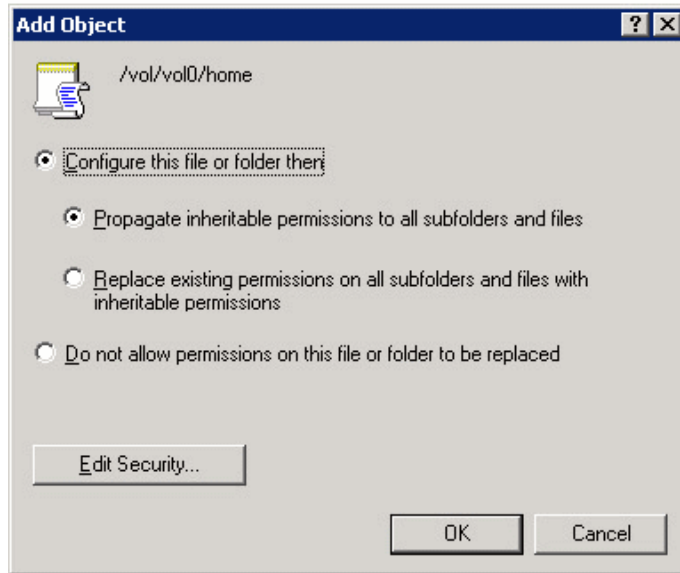 Add Object
/vol/vol0/home
Configure this file or folder then
Propagate inheritable permissions to all subfolders and files
Replace existing permissions on all subfolders and files with
inheritable permissions
Do not allow permissions on this file or folder to be replaced
Edit Security...
OK Cancel